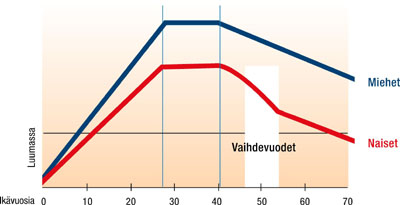 Miehet
Naiset
Vaihdevuodet
Luumassa
Ikävuosia 0 10 20 30 40 50 60 70